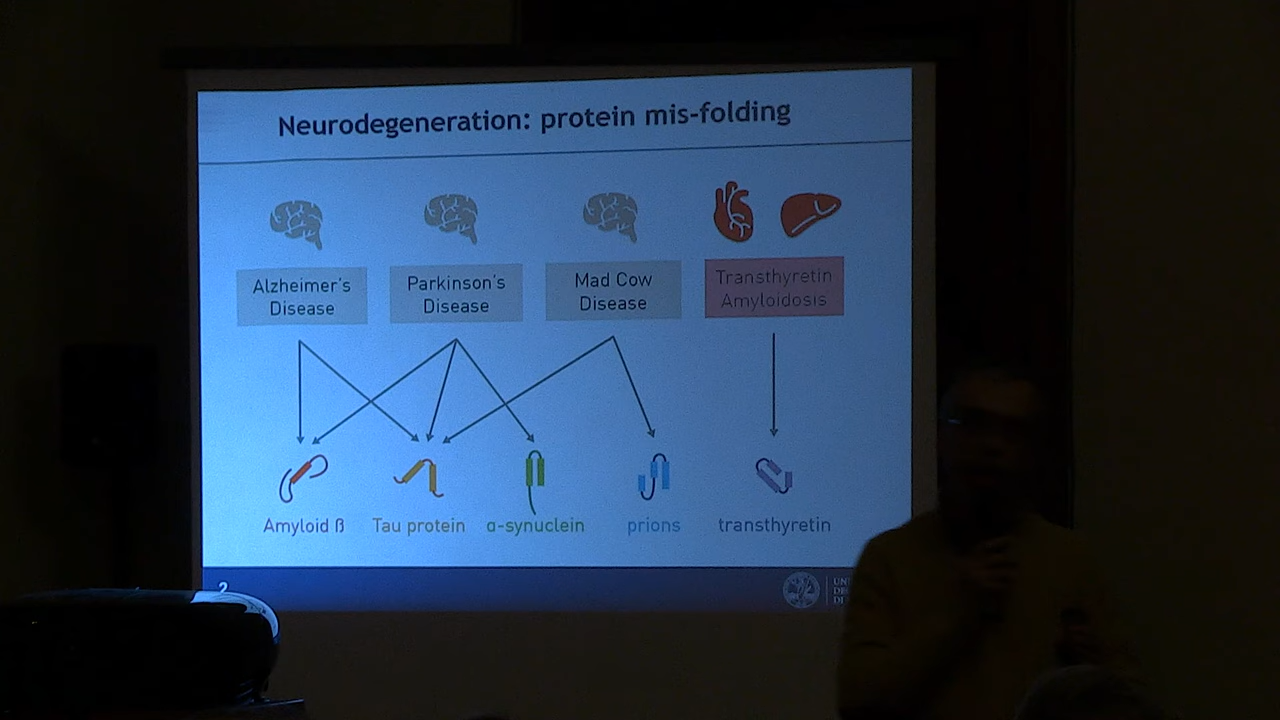 Neurodegeneration: protein mis-folding
Alzheimer's
Disease
Parkinson's
Disease
Mad Cow
Disease
Transthyretin
Amyloidosis
Amyloid ß
Tau protein
α-synuclein
prions
transthyretin
2